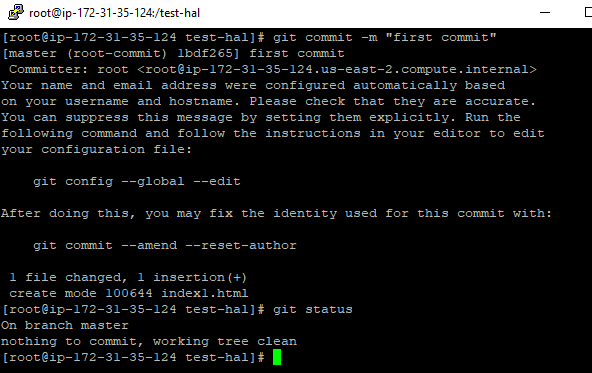 root@ip-172-31-35-124:/test-hal
[root@ip-172-31-35-124 test-hal]# git commit -m "first commit"
[master (root-commit) 1bdf265] first commit
 Committer: root <root@ip-172-31-35-124.us-east-2.compute.internal>
Your name and email address were configured automatically based
on your username and hostname. Please check that they are accurate.
You can suppress this message by setting them explicitly. Run the
following command and follow the instructions in your editor to edit
your configuration file:

    git config --global --edit

After doing this, you may fix the identity used for this commit with:

    git commit --amend --reset-author

 1 file changed, 1 insertion(+)
 create mode 100644 index1.html
[root@ip-172-31-35-124 test-hal]# git status
On branch master
nothing to commit, working tree clean
[root@ip-172-31-35-124 test-hal]#